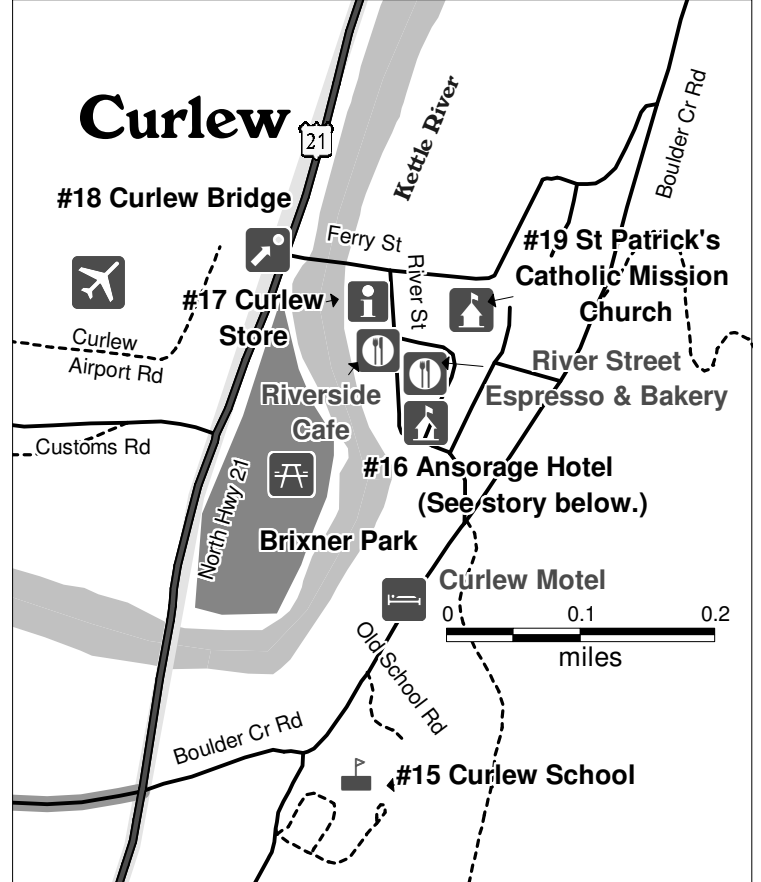 Curlew
21
Kettle River
Boulder Cr Rd
#18 Curlew Bridge
Ferry St
River St
#19 St Patrick's
Catholic Mission
Church
#17 Curlew
Store
Curlew
Airport Rd
River Street
Espresso & Bakery
Riverside
Cafe
Customs Rd
#16 Ansorage Hotel
(See story below.)
North Hwy 21
Brixner Park
Curlew Motel
0 0.1 0.2
miles
Old School Rd
Boulder Cr Rd
#15 Curlew School